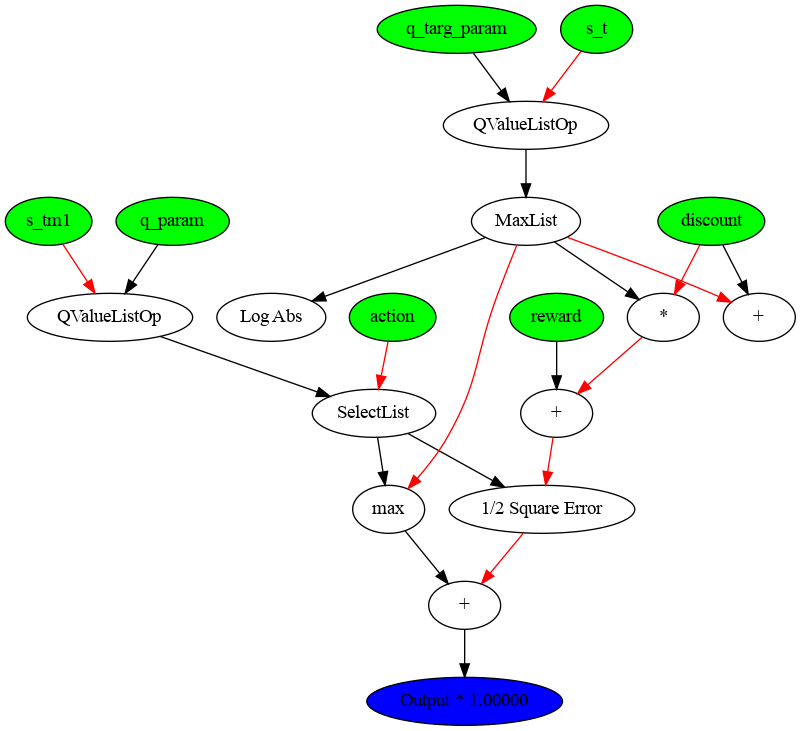 q_targ_param
s_t
QValueListOp
s_tm1
q_param
MaxList
discount
QValueListOp
Log Abs
action
reward
*
+
SelectList
+
max
1/2 Square Error
+
Output * 1.00000